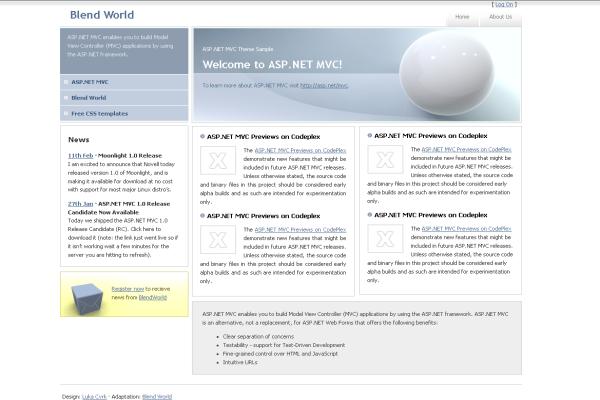 [ Log On ]
Blend World
Home
About Us
ASP.NET MVC enables you to build Model
View Controller (MVC) applications by using
the ASP.NET framework.
ASP.NET MVC
Blend World
Free CSS templates
ASP.NET MVC Theme Sample
Welcome to ASP.NET MVC!
To learn more about ASP.NET MVC visit http://asp.net/mvc.
News
11th Feb - Moonlight 1.0 Release
I am excited to announce that Novell today
released version 1.0 of Moonlight, and is
making it available for download at no cost
with support for most major Linux distro's.
27th Jan - ASP.NET MVC 1.0 Release
Candidate Now Available
Today we shipped the ASP.NET MVC 1.0
Release Candidate (RC). Click here to
download it (note: the link just went live so if
it isn't working wait a few minutes for the
server you are hitting to refresh).
Register now to recieve
news from BlendWorld
ASP.NET MVC Previews on Codeplex
The ASP.NET MVC Previews on CodePlex
demonstrate new features that might be
included in future ASP.NET MVC releases.
Unless otherwise stated, the source code
and binary files in this project should be considered early
alpha builds and as such are intended for experimentation
only.
ASP.NET MVC Previews on Codeplex
The ASP.NET MVC Previews on CodePlex
demonstrate new features that might be
included in future ASP.NET MVC releases.
Unless otherwise stated, the source code
and binary files in this project should be considered early
alpha builds and as such are intended for experimentation
only.
ASP.NET MVC Previews on Codeplex
The ASP.NET MVC Previews on CodePlex
demonstrate new features that might be
included in future ASP.NET MVC releases.
Unless otherwise stated, the source code
and binary files in this project should be considered early
alpha builds and as such are intended for experimentation
only.
ASP.NET MVC Previews on Codeplex
The ASP.NET MVC Previews on CodePlex
demonstrate new features that might be
included in future ASP.NET MVC releases.
Unless otherwise stated, the source code
and binary files in this project should be considered early
alpha builds and as such are intended for experimentation
only.
ASP.NET MVC enables you to build Model View Controller (MVC) applications by using the ASP.NET framework. ASP.NET MVC
is an alternative, not a replacement, for ASP.NET Web Forms that offers the following benefits:
Clear separation of concerns
Testability - support for Test-Driven Development
Fine-grained control over HTML and JavaScript
Intuitive URLs
Design: Luka Cvrk - Adaptation: Blend World